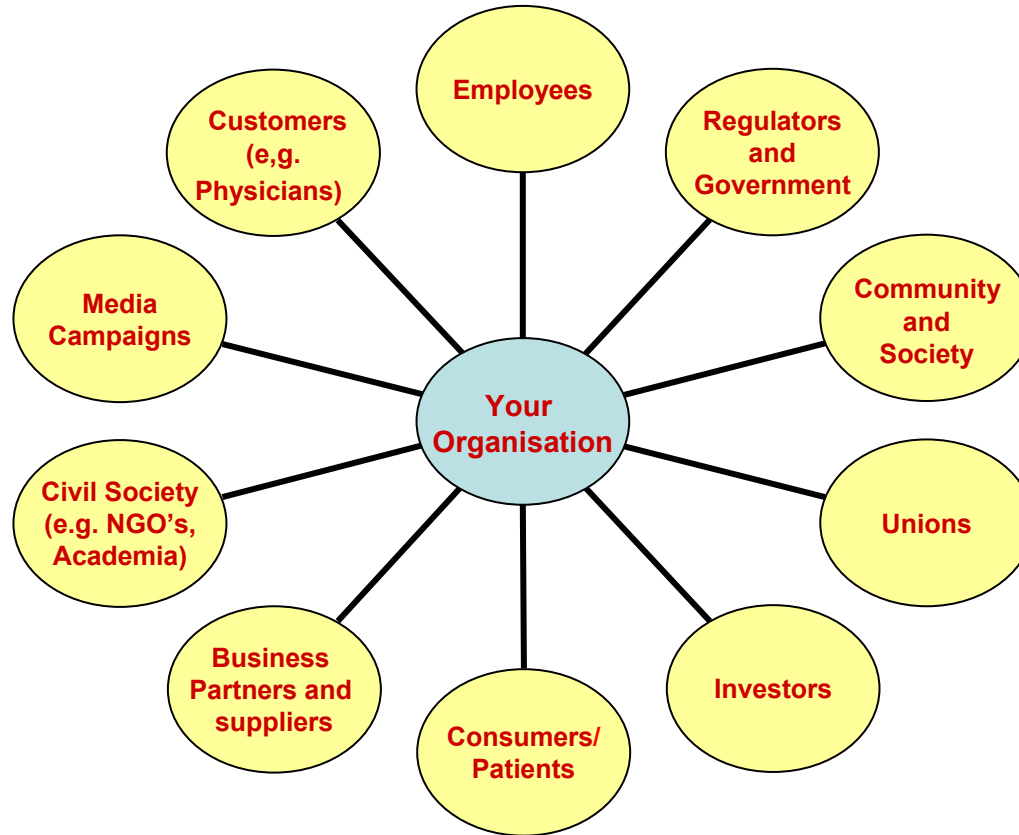 Employees
Customers
(e,g.
Physicians)
Regulators
and
Government
Media
Campaigns
Community
and
Society
Your
Organisation
Civil Society
(e.g. NGO’s,
Academia)
Unions
Business
Partners and
suppliers
Investors
Consumers/
Patients